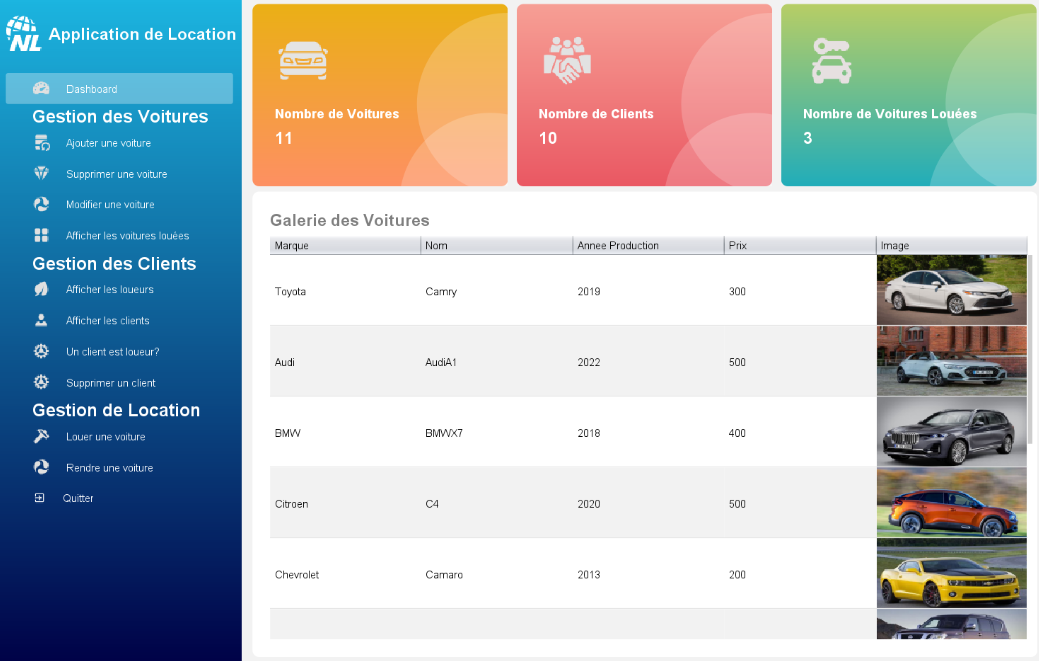 NL Application de Location
Dashboard
Gestion des Voitures
Ajouter une voiture
Supprimer une voiture
Modifier une voiture
Afficher les voitures louées
Gestion des Clients
Afficher les loueurs
Afficher les clients
Un client est loueur?
Supprimer un client
Gestion de Location
Louer une voiture
Rendre une voiture
Quitter
Nombre de Voitures
11
Nombre de Clients
10
Nombre de Voitures Louées
3
Galerie des Voitures
Marque Nom Annee Production Prix Image
Toyota Camry 2019 300
Audi AudiA1 2022 500
BMW BMWX7 2018 400
Citroen C4 2020 500
Chevrolet Camaro 2013 200